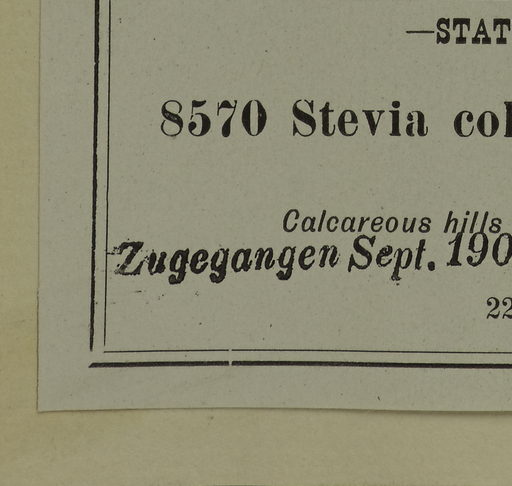 —STAT
8570 Stevia col
Calcareous hills
Zugegangen Sept. 190
22